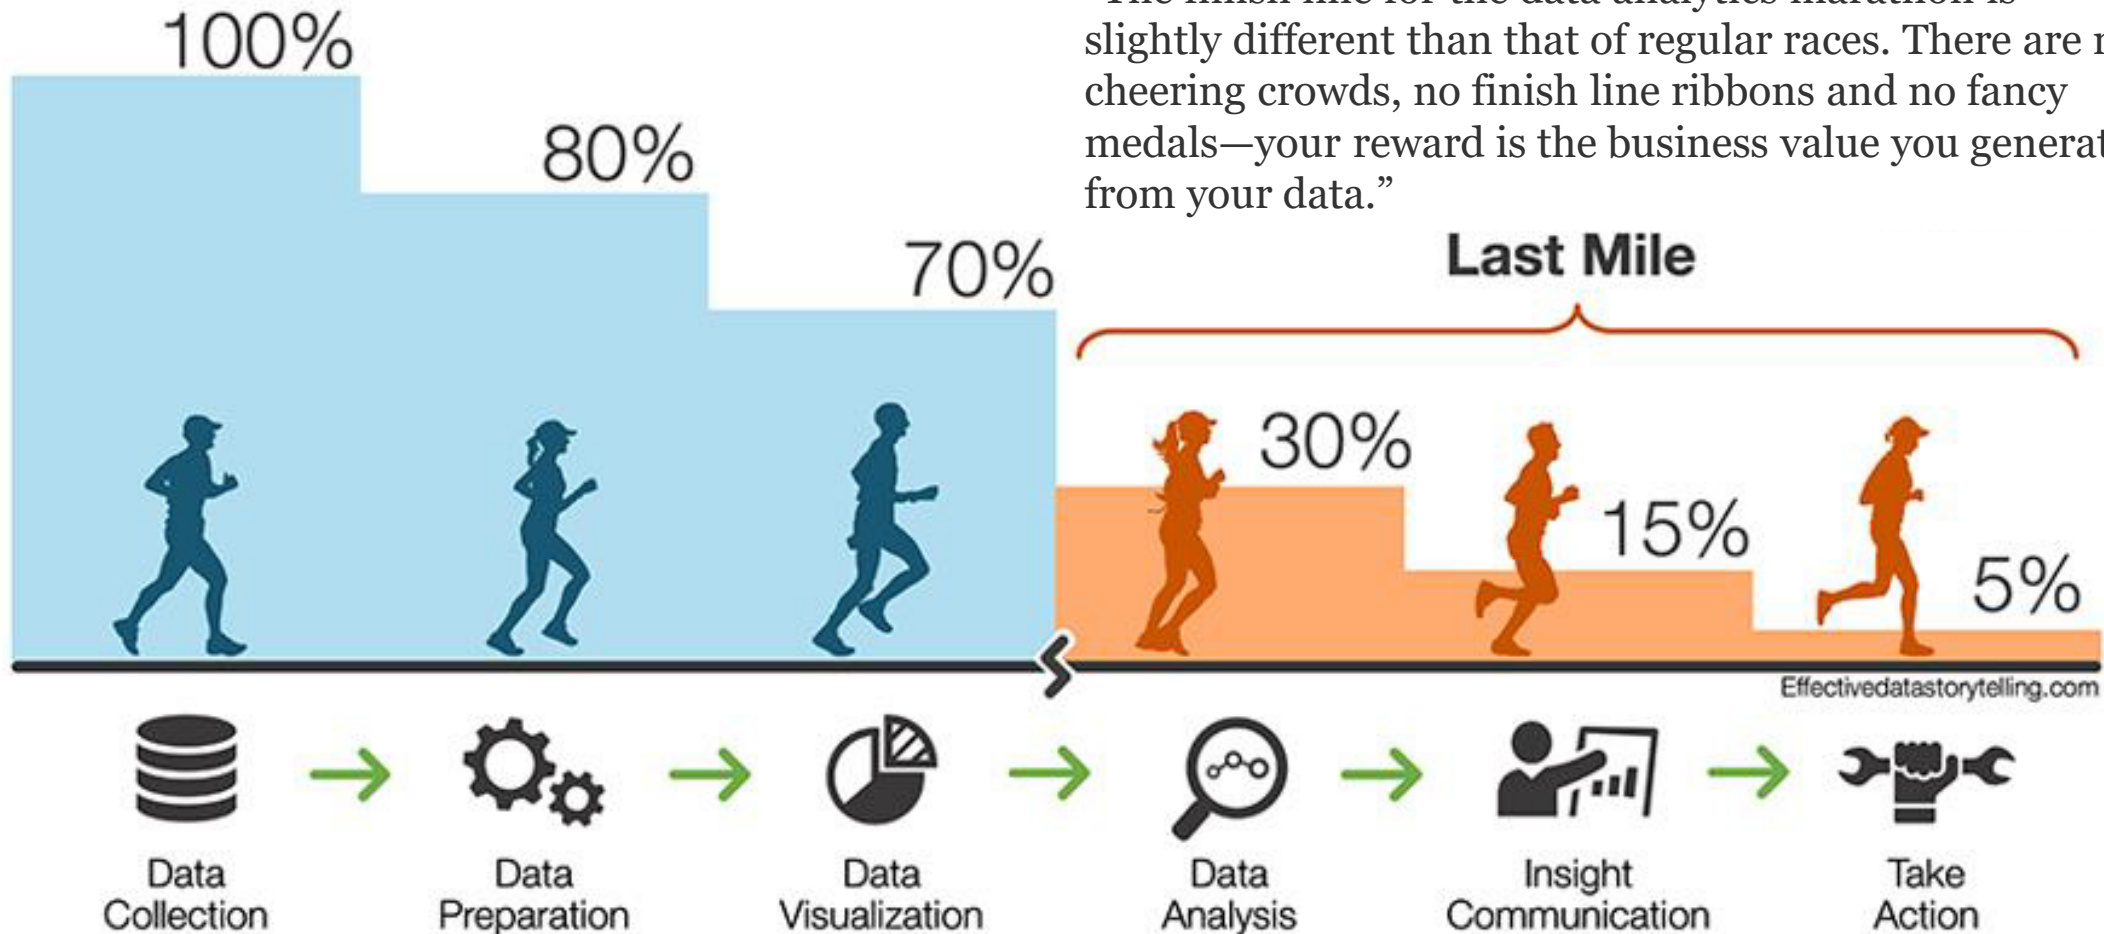 slightly different than that of regular races. There are
cheering crowds, no finish line ribbons and no fancy
medals—your reward is the business value you
from your data.”
100%
80%
70%
Last Mile
30%
15%
5%
Effectivedatastorytelling.com
Data
Collection
Data
Preparation
Data
Visualization
Data
Analysis
Insight
Communication
Take
Action